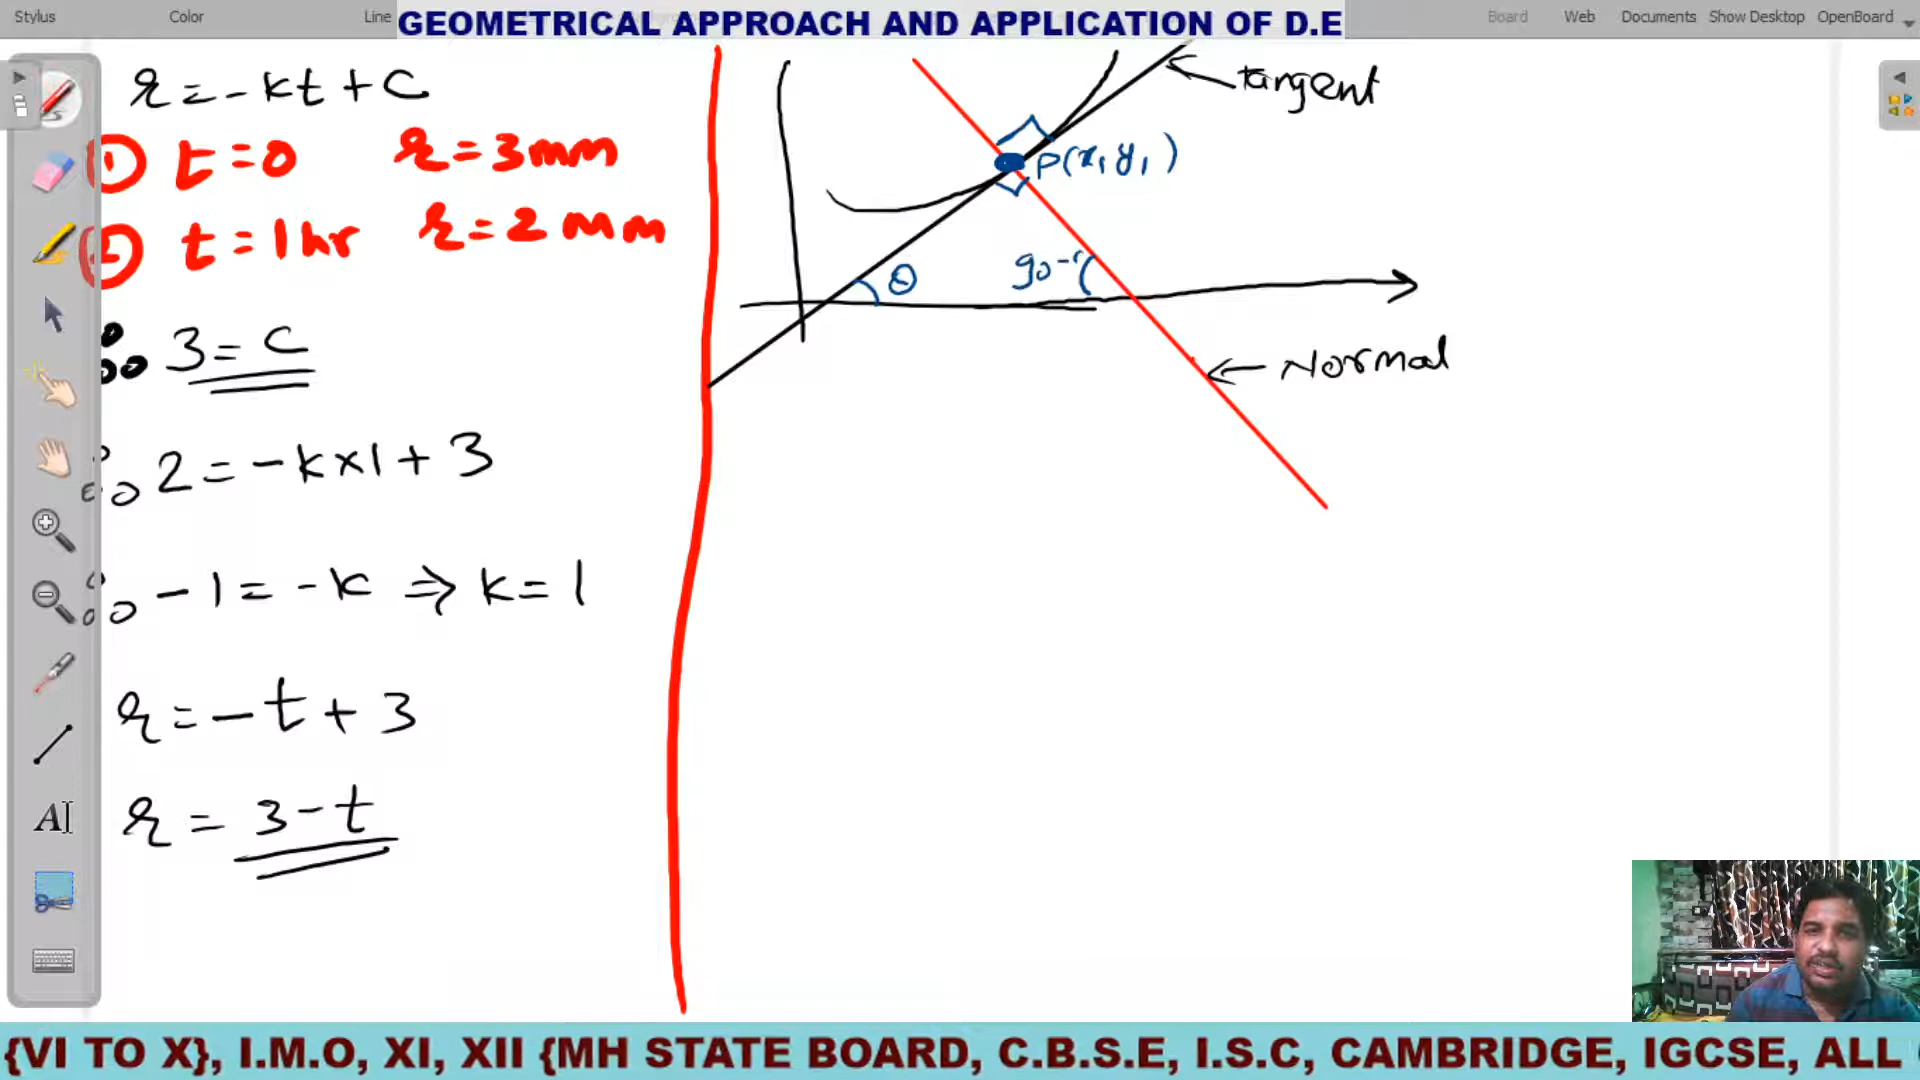 Stylus Color Line Board Web Documents Show Desktop OpenBoard
GEOMETRICAL APPROACH AND APPLICATION OF D.E
r = -kt + c
① t = 0 r = 3mm
② t = 1hr r = 2mm
∴ 3 = c
∴ 2 = -k×1 + 3
∴ -1 = -k ⇒ k = 1
r = -t + 3
r = 3 - t
tangent
P(x₁ y₁)
θ
90-
Normal
AI
{VI TO X}, I.M.O, XI, XII {MH STATE BOARD, C.B.S.E, I.S.C, CAMBRIDGE, IGCSE, ALL